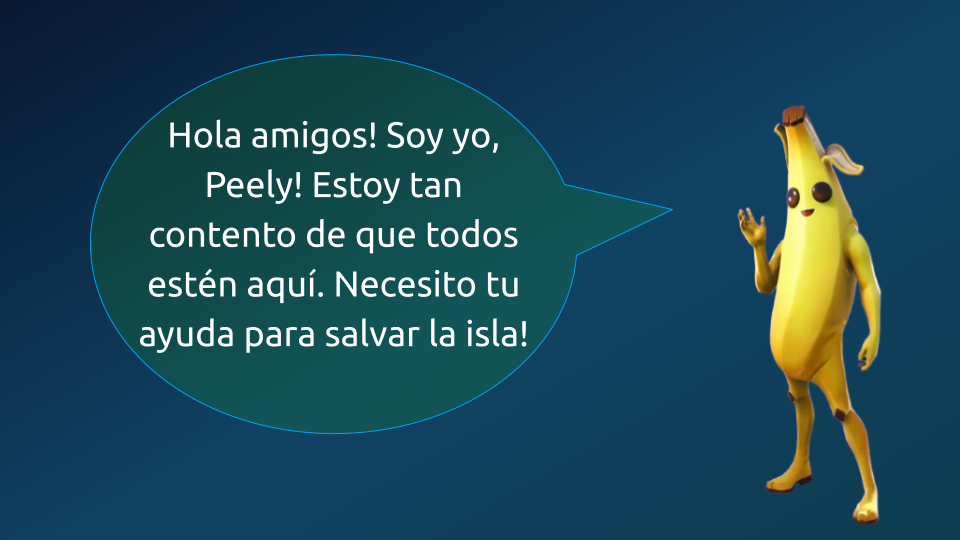 Hola amigos! Soy yo,
Peely! Estoy tan
contento de que todos
estén aquí. Necesito tu
ayuda para salvar la isla!